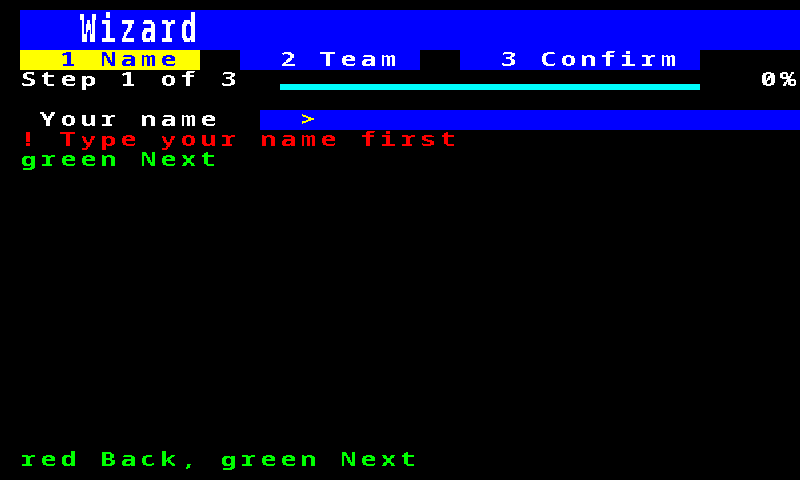 Wizard
1 Name 2 Team 3 Confirm
Step 1 of 3 0%
Your name >
! Type your name first
green Next
red Back, green Next